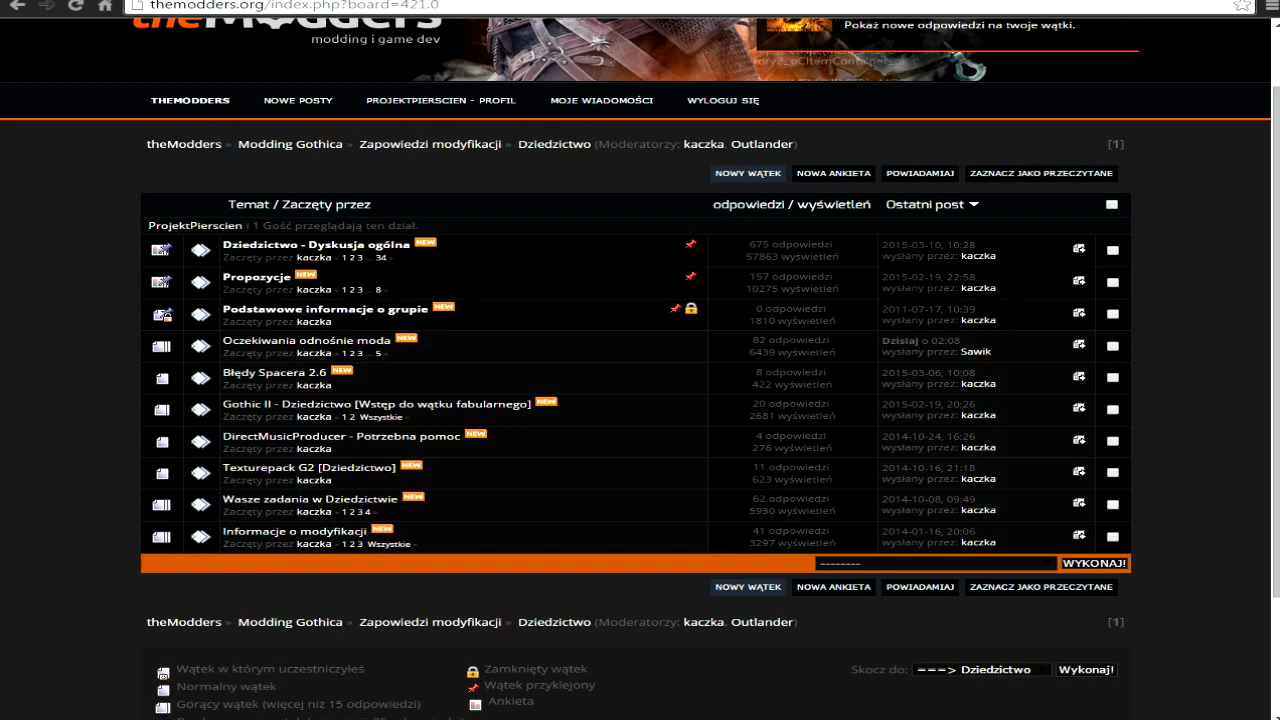 themodders.org/index.php?board=421.0
theModders
modding i game dev
Pokaż nowe odpowiedzi na twoje wątki.
THEMODDERS NOWE POSTY PROJEKTPIERSCIEN - PROFIL MOJE WIADOMOŚCI WYLOGUJ SIĘ
theModders » Modding Gothica » Zapowiedzi modyfikacji » Dziedzictwo (Moderatorzy: kaczka, Outlander) [1]
NOWY WĄTEK NOWA ANKIETA POWIADAMIAJ ZAZNACZ JAKO PRZECZYTANE
Temat / Zaczęty przez odpowiedzi / wyświetleń Ostatni post
ProjektPierscien i 1 Gość przeglądają ten dział.
Dziedzictwo - Dyskusja ogólna NEW 675 odpowiedzi 2015-03-10, 10:28
Zaczęty przez kaczka « 1 2 3 ... 34 » 57863 wyświetleń wysłany przez: kaczka
Propozycje NEW 157 odpowiedzi 2015-02-19, 22:58
Zaczęty przez kaczka « 1 2 3 ... 8 » 10275 wyświetleń wysłany przez: kaczka
Podstawowe informacje o grupie NEW 0 odpowiedzi 2011-07-17, 10:39
Zaczęty przez kaczka 1810 wyświetleń wysłany przez: kaczka
Oczekiwania odnośnie moda NEW 82 odpowiedzi Dzisiaj o 02:08
Zaczęty przez kaczka « 1 2 3 ... 5 » 6439 wyświetleń wysłany przez: Sawik
Błędy Spacera 2.6 NEW 8 odpowiedzi 2015-03-06, 10:08
Zaczęty przez kaczka 422 wyświetleń wysłany przez: kaczka
Gothic II - Dziedzictwo [Wstęp do wątku fabularnego] NEW 20 odpowiedzi 2015-02-19, 20:26
Zaczęty przez kaczka « 1 2 Wszystkie » 2681 wyświetleń wysłany przez: kaczka
DirectMusicProducer - Potrzebna pomoc NEW 4 odpowiedzi 2014-10-24, 16:26
Zaczęty przez kaczka 276 wyświetleń wysłany przez: kaczka
Texturepack G2 [Dziedzictwo] NEW 11 odpowiedzi 2014-10-16, 21:18
Zaczęty przez kaczka 623 wyświetleń wysłany przez: kaczka
Wasze zadania w Dziedzictwie NEW 62 odpowiedzi 2014-10-08, 09:49
Zaczęty przez kaczka « 1 2 3 4 » 5930 wyświetleń wysłany przez: kaczka
Informacje o modyfikacji NEW 41 odpowiedzi 2014-01-16, 20:06
Zaczęty przez kaczka « 1 2 3 Wszystkie » 3297 wyświetleń wysłany przez: kaczka
-------- WYKONAJ!
NOWY WĄTEK NOWA ANKIETA POWIADAMIAJ ZAZNACZ JAKO PRZECZYTANE
theModders » Modding Gothica » Zapowiedzi modyfikacji » Dziedzictwo (Moderatorzy: kaczka, Outlander) [1]
Wątek w którym uczestniczyłeś Zamknięty wątek Skocz do: ===> Dziedzictwo Wykonaj!
Normalny wątek Wątek przyklejony
Gorący wątek (więcej niż 15 odpowiedzi) Ankieta